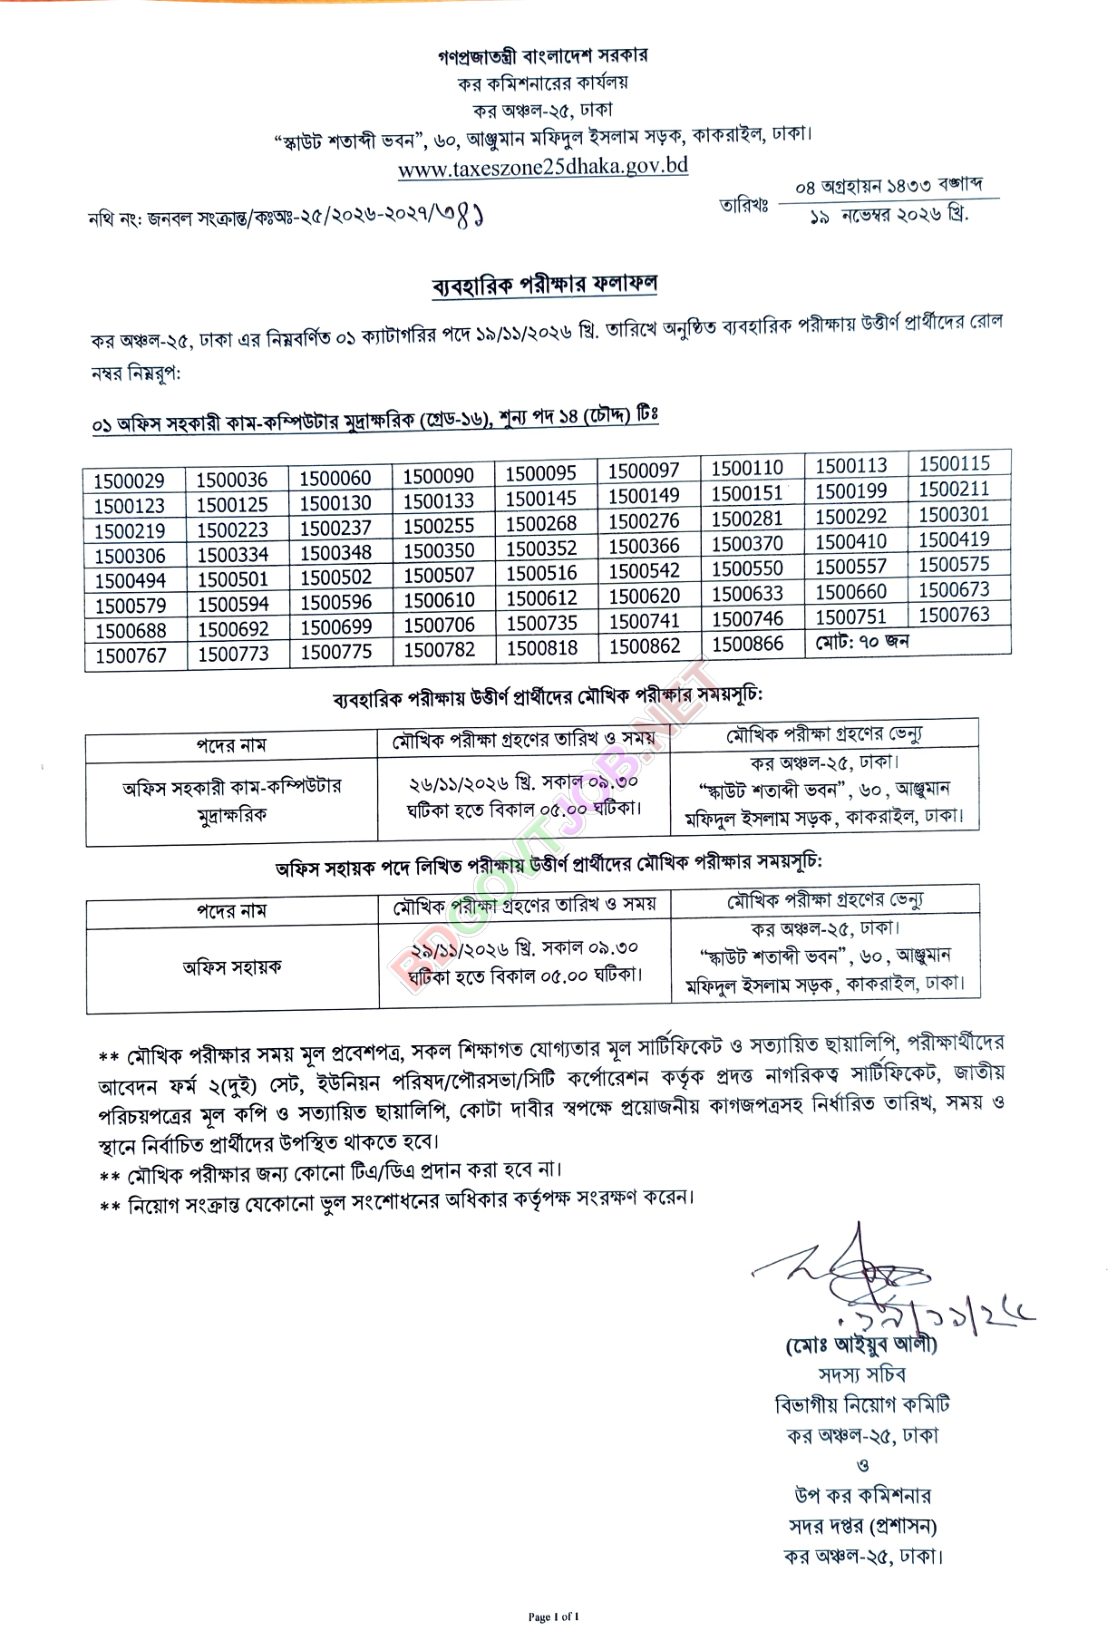 গণপ্রজাতন্ত্রী বাংলাদেশ সরকার
কর কমিশনারের কার্যলয়
কর অঞ্চল-২৫, ঢাকা
“স্কাউট শতাব্দী ভবন”, ৬০, আঞ্জুমান মফিদুল ইসলাম সড়ক, কাকরাইল, ঢাকা।
www.taxeszone25dhaka.gov.bd
০৪ অগ্রহায়ন ১৪৩৩ বঙ্গাব্দ
নথি নং: জনবল সংক্রান্ত/কঃঅঃ-২৫/২০২৬-২০২৭/৩৪১ তারিখঃ
১৯ নভেম্বর ২০২৬ খ্রি.
ব্যবহারিক পরীক্ষার ফলাফল
কর অঞ্চল-২৫, ঢাকা এর নিম্নবর্ণিত ০১ ক্যাটাগরির পদে ১৯/১১/২০২৬ খ্রি. তারিখে অনুষ্ঠিত ব্যবহারিক পরীক্ষায় উত্তীর্ণ প্রার্থীদের রোল
নম্বর নিম্নরূপ:
০১ অফিস সহকারী কাম-কম্পিউটার মুদ্রাক্ষরিক (গ্রেড-১৬), শুন্য পদ ১৪ (চৌদ্দ) টিঃ
1500029 1500036 1500060 1500090 1500095 1500097 1500110 1500113 1500115
1500123 1500125 1500130 1500133 1500145 1500149 1500151 1500199 1500211
1500219 1500223 1500237 1500255 1500268 1500276 1500281 1500292 1500301
1500306 1500334 1500348 1500350 1500352 1500366 1500370 1500410 1500419
1500494 1500501 1500502 1500507 1500516 1500542 1500550 1500557 1500575
1500579 1500594 1500596 1500610 1500612 1500620 1500633 1500660 1500673
1500688 1500692 1500699 1500706 1500735 1500741 1500746 1500751 1500763
1500767 1500773 1500775 1500782 1500818 1500862 1500866 মোট: ৭০ জন
ব্যবহারিক পরীক্ষায় উত্তীর্ণ প্রার্থীদের মৌখিক পরীক্ষার সময়সূচি:
পদের নাম মৌখিক পরীক্ষা গ্রহণের তারিখ ও সময় মৌখিক পরীক্ষা গ্রহণের ভেন্যু
কর অঞ্চল-২৫, ঢাকা।
অফিস সহকারী কাম-কম্পিউটার ২৬/১১/২০২৬ খ্রি. সকাল ০৯.৩০ “স্কাউট শতাব্দী ভবন”, ৬০, আঞ্জুমান
মুদ্রাক্ষরিক ঘটিকা হতে বিকাল ০৫.০০ ঘটিকা। মফিদুল ইসলাম সড়ক, কাকরাইল, ঢাকা।
অফিস সহায়ক পদে লিখিত পরীক্ষায় উত্তীর্ণ প্রার্থীদের মৌখিক পরীক্ষার সময়সূচি:
পদের নাম মৌখিক পরীক্ষা গ্রহণের তারিখ ও সময় মৌখিক পরীক্ষা গ্রহণের ভেন্যু
কর অঞ্চল-২৫, ঢাকা।
অফিস সহায়ক ২৯/১১/২০২৬ খ্রি. সকাল ০৯.৩০ “স্কাউট শতাব্দী ভবন”, ৬০, আঞ্জুমান
ঘটিকা হতে বিকাল ০৫.০০ ঘটিকা। মফিদুল ইসলাম সড়ক, কাকরাইল, ঢাকা।
BDGOVTJOB.NET
** মৌখিক পরীক্ষার সময় মূল প্রবেশপত্র, সকল শিক্ষাগত যোগ্যতার মূল সার্টিফিকেট ও সত্যায়িত ছায়ালিপি, পরীক্ষার্থীদের
আবেদন ফর্ম ২(দুই) সেট, ইউনিয়ন পরিষদ/পৌরসভা/সিটি কর্পোরেশন কর্তৃক প্রদত্ত নাগরিকত্ব সার্টিফিকেট, জাতীয়
পরিচয়পত্রের মূল কপি ও সত্যায়িত ছায়ালিপি, কোটা দাবীর স্বপক্ষে প্রয়োজনীয় কাগজপত্রসহ নির্ধারিত তারিখ, সময় ও
স্থানে নির্বাচিত প্রার্থীদের উপস্থিত থাকতে হবে।
** মৌখিক পরীক্ষার জন্য কোনো টিএ/ডিএ প্রদান করা হবে না।
** নিয়োগ সংক্রান্ত যেকোনো ভুল সংশোধনের অধিকার কর্তৃপক্ষ সংরক্ষণ করেন।
১৯/১১/২৬
(মোঃ আইয়ুব আলী)
সদস্য সচিব
বিভাগীয় নিয়োগ কমিটি
কর অঞ্চল-২৫, ঢাকা
ও
উপ কর কমিশনার
সদর দপ্তর (প্রশাসন)
কর অঞ্চল-২৫, ঢাকা।
Page 1 of 1